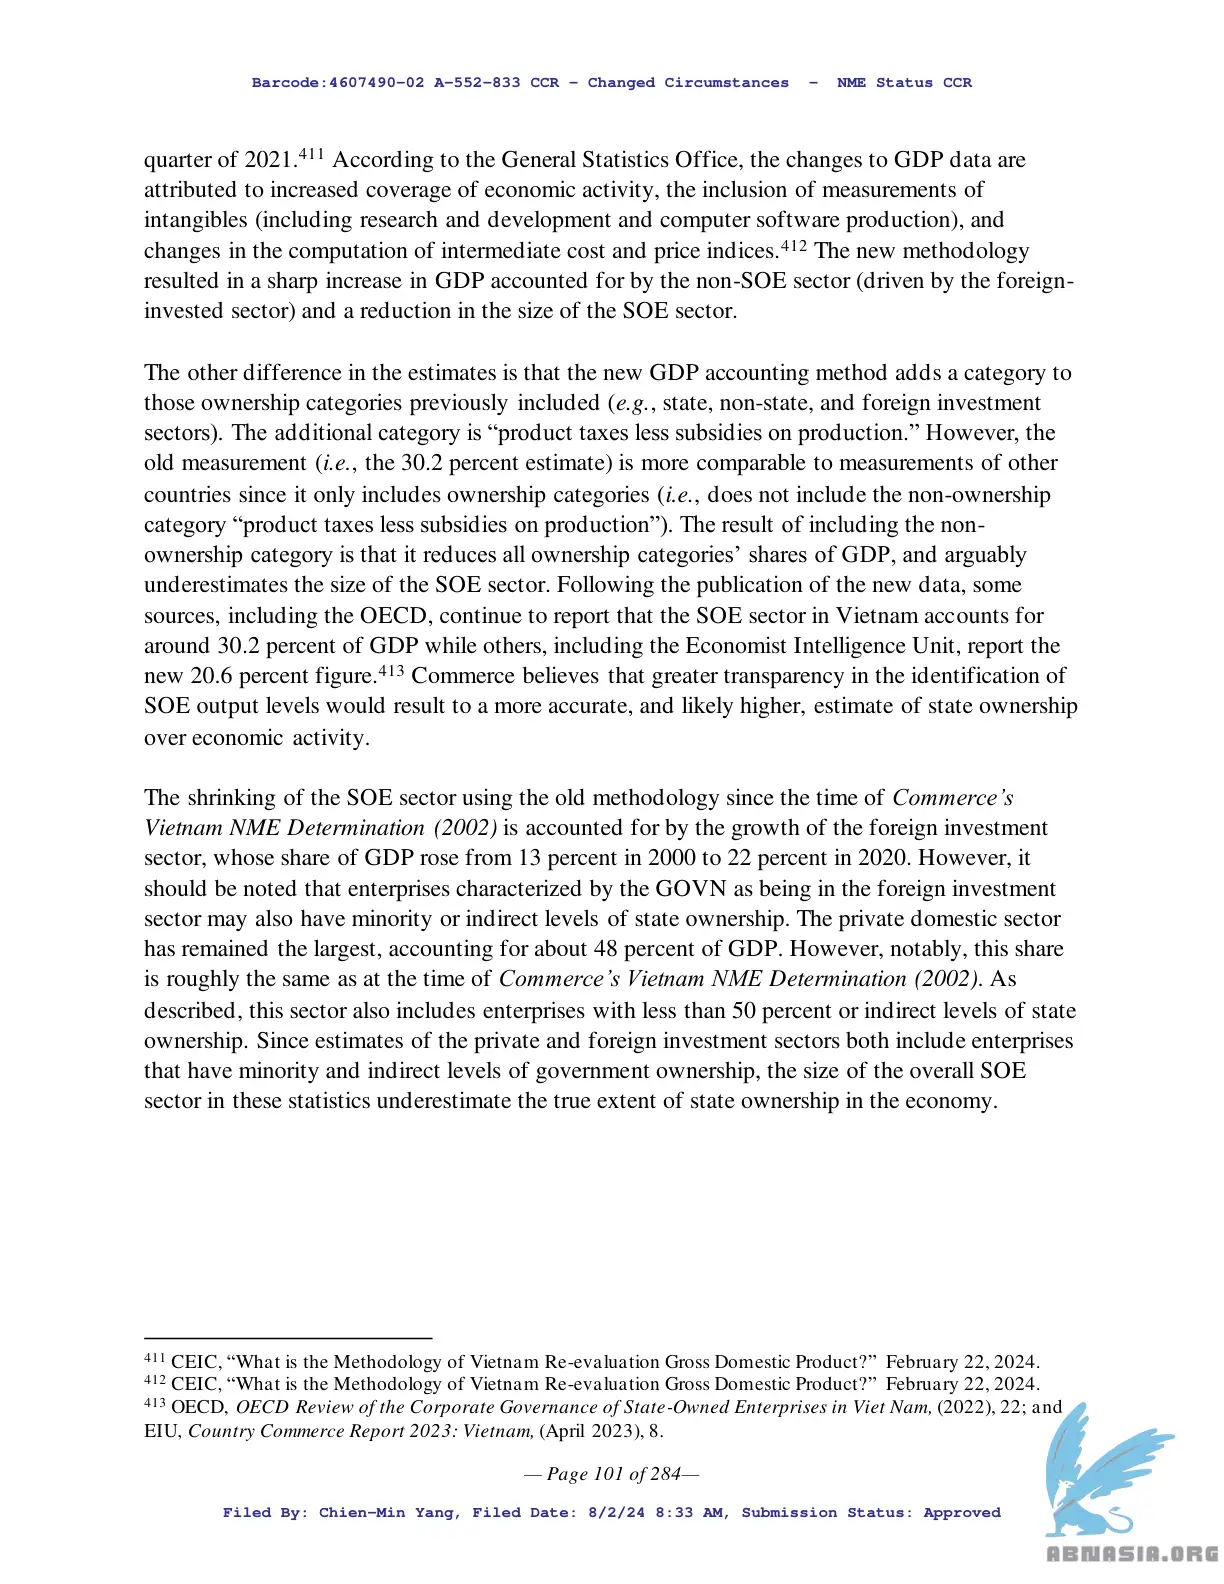 Barcode:4607490-02 A-552-833 CCR - Changed Circumstances  -  NME Status CCR
quarter of 2021.411 According to the General Statistics Office, the changes to GDP data are
attributed to increased coverage of economic activity, the inclusion of measurements of
intangibles (including research and development and computer software production), and
changes in the computation of intermediate cost and price indices.412 The new methodology
resulted in a sharp increase in GDP accounted for by the non-SOE sector (driven by the foreign-
invested sector) and a reduction in the size of the SOE sector.
The other difference in the estimates is that the new GDP accounting method adds a category to
those ownership categories previously included (e.g., state, non-state, and foreign investment
sectors). The additional category is “product taxes less subsidies on production.” However, the
old measurement (i.e., the 30.2 percent estimate) is more comparable to measurements of other
countries since it only includes ownership categories (i.e., does not include the non-ownership
category “product taxes less subsidies on production”). The result of including the non-
ownership category is that it reduces all ownership categories’ shares of GDP, and arguably
underestimates the size of the SOE sector. Following the publication of the new data, some
sources, including the OECD, continue to report that the SOE sector in Vietnam accounts for
around 30.2 percent of GDP while others, including the Economist Intelligence Unit, report the
new 20.6 percent figure.413 Commerce believes that greater transparency in the identification of
SOE output levels would result to a more accurate, and likely higher, estimate of state ownership
over economic activity.
The shrinking of the SOE sector using the old methodology since the time of Commerce’s
Vietnam NME Determination (2002) is accounted for by the growth of the foreign investment
sector, whose share of GDP rose from 13 percent in 2000 to 22 percent in 2020. However, it
should be noted that enterprises characterized by the GOVN as being in the foreign investment
sector may also have minority or indirect levels of state ownership. The private domestic sector
has remained the largest, accounting for about 48 percent of GDP. However, notably, this share
is roughly the same as at the time of Commerce’s Vietnam NME Determination (2002). As
described, this sector also includes enterprises with less than 50 percent or indirect levels of state
ownership. Since estimates of the private and foreign investment sectors both include enterprises
that have minority and indirect levels of government ownership, the size of the overall SOE
sector in these statistics underestimate the true extent of state ownership in the economy.
411 CEIC, “What is the Methodology of Vietnam Re-evaluation Gross Domestic Product?” February 22, 2024.
412 CEIC, “What is the Methodology of Vietnam Re-evaluation Gross Domestic Product?” February 22, 2024.
413 OECD, OECD Review of the Corporate Governance of State-Owned Enterprises in Viet Nam, (2022), 22; and
EIU, Country Commerce Report 2023: Vietnam, (April 2023), 8.
— Page 101 of 284—
Filed By: Chien-Min Yang, Filed Date: 8/2/24 8:33 AM, Submission Status: Approved
ABNASIA.ORG